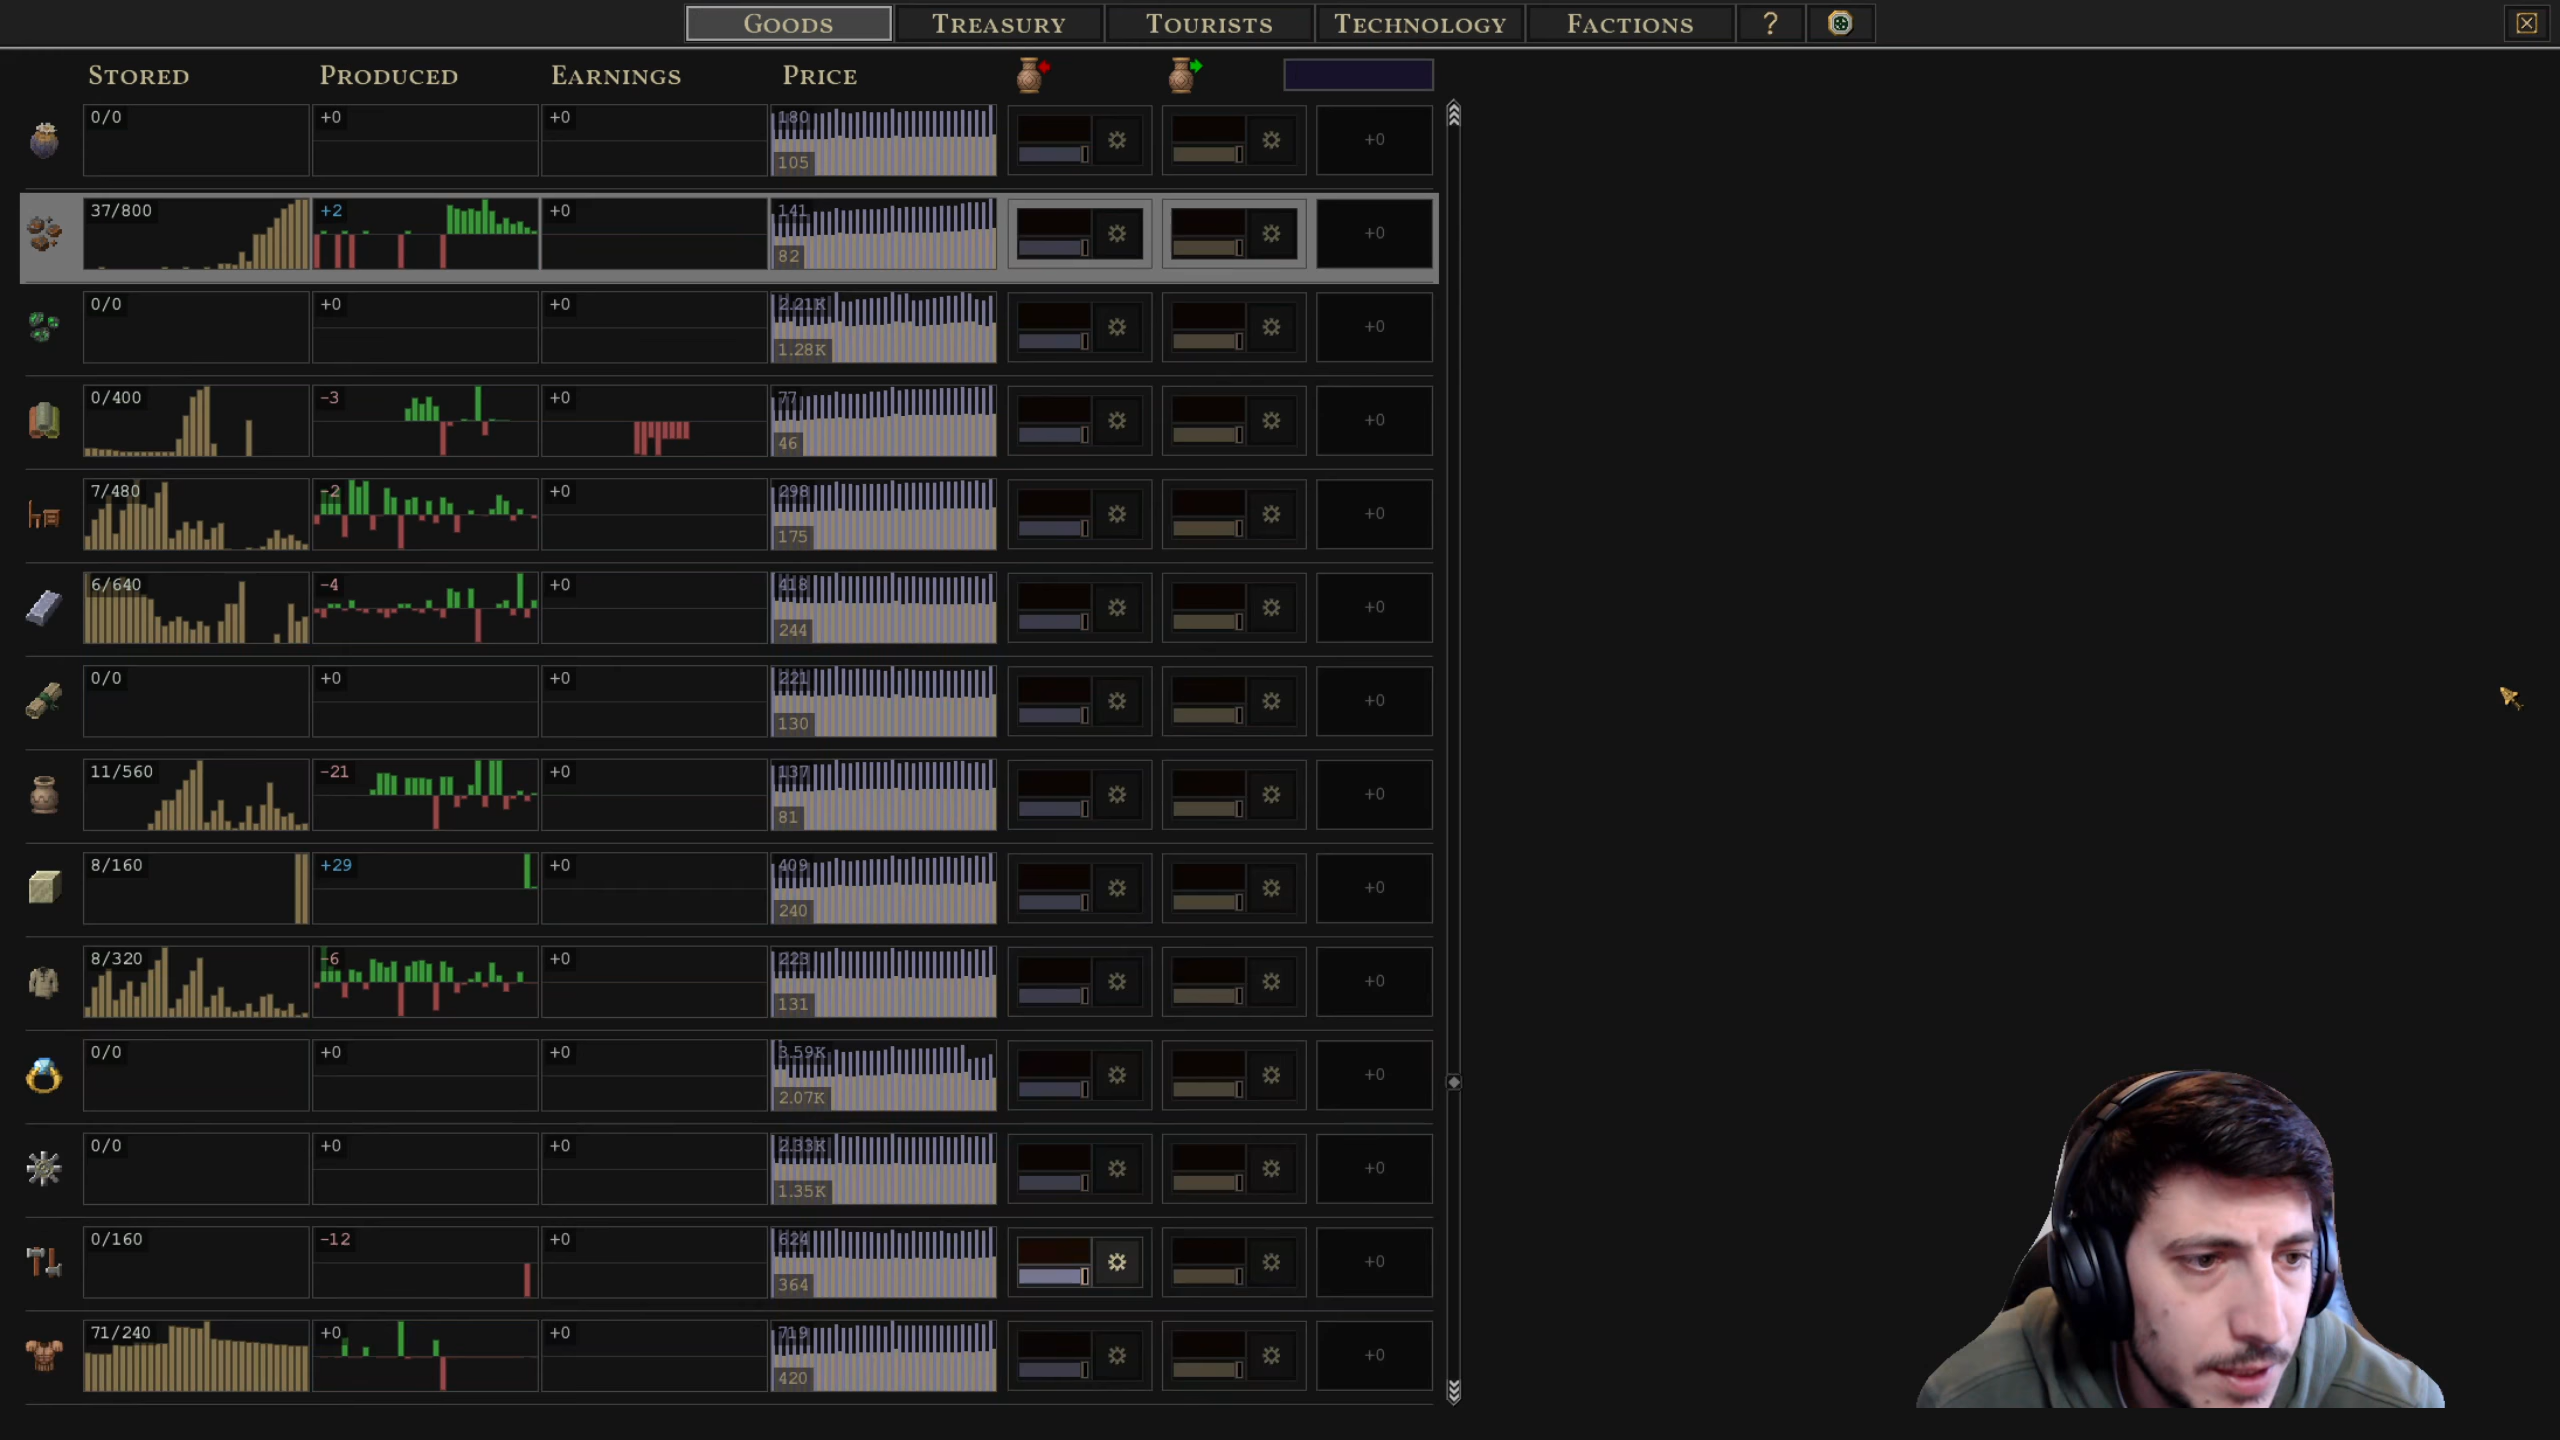 GOODS TREASURY TOURISTS TECHNOLOGY FACTIONS ?
STORED PRODUCED EARNINGS PRICE
0/0 +0 +0 180 +0
105
37/800 +2 +0 141 +0
82
0/0 +0 +0 2.21K +0
1.28K
0/400 -3 +0 77 +0
46
7/480 -2 +0 298 +0
175
6/640 -4 +0 418 +0
244
0/0 +0 +0 221 +0
130
11/560 -21 +0 137 +0
81
8/160 +29 +0 409 +0
240
8/320 -6 +0 223 +0
131
0/0 +0 +0 3.59K +0
2.07K
0/0 +0 +0 2.33K +0
1.35K
0/160 -12 +0 624 +0
364
71/240 +0 +0 719 +0
420